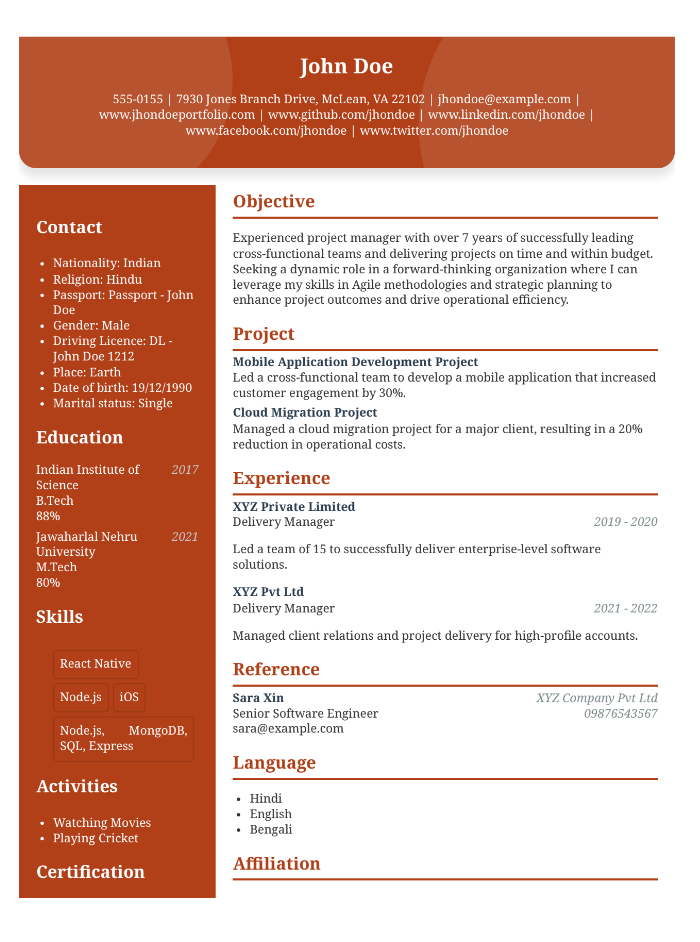 John Doe
555-0155 | 7930 Jones Branch Drive, McLean, VA 22102 | jhondoe@example.com |
www.jhondoeportfolio.com | www.github.com/jhondoe | www.linkedin.com/jhondoe |
www.facebook.com/jhondoe | www.twitter.com/jhondoe
Contact
• Nationality: Indian
• Religion: Hindu
• Passport: Passport - John
Doe
• Gender: Male
• Driving Licence: DL -
John Doe 1212
• Place: Earth
• Date of birth: 19/12/1990
• Marital status: Single
Education
Indian Institute of 2017
Science
B.Tech
88%
Jawaharlal Nehru 2021
University
M.Tech
80%
Skills
React Native
Node.js iOS
Node.js, MongoDB,
SQL, Express
Activities
• Watching Movies
• Playing Cricket
Certification
Objective
Experienced project manager with over 7 years of successfully leading
cross-functional teams and delivering projects on time and within budget.
Seeking a dynamic role in a forward-thinking organization where I can
leverage my skills in Agile methodologies and strategic planning to
enhance project outcomes and drive operational efficiency.
Project
Mobile Application Development Project
Led a cross-functional team to develop a mobile application that increased
customer engagement by 30%.
Cloud Migration Project
Managed a cloud migration project for a major client, resulting in a 20%
reduction in operational costs.
Experience
XYZ Private Limited
Delivery Manager 2019 - 2020
Led a team of 15 to successfully deliver enterprise-level software
solutions.
XYZ Pvt Ltd
Delivery Manager 2021 - 2022
Managed client relations and project delivery for high-profile accounts.
Reference
Sara Xin XYZ Company Pvt Ltd
Senior Software Engineer 09876543567
sara@example.com
Language
• Hindi
• English
• Bengali
Affiliation